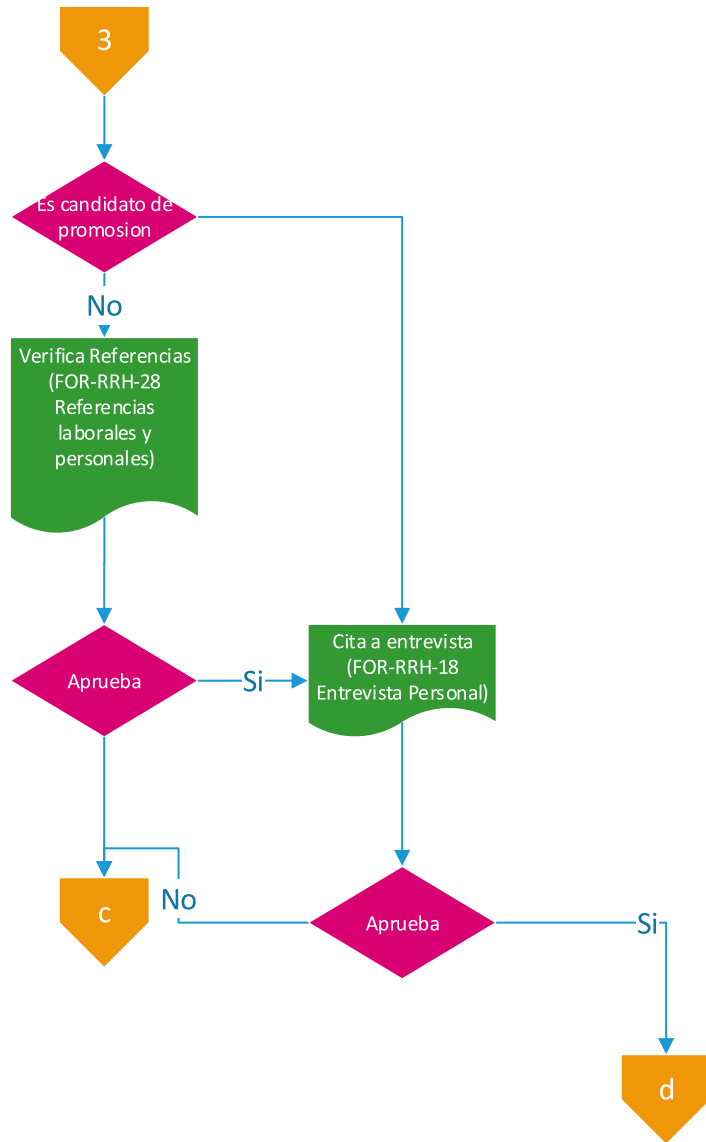 3
Es candidato de
promosion
No
Verifica Referencias
(FOR-RRH-28
Referencias
laborales y
personales)
Aprueba
Si
Cita a entrevista
(FOR-RRH-18
Entrevista Personal)
c
No
Aprueba
Si
d